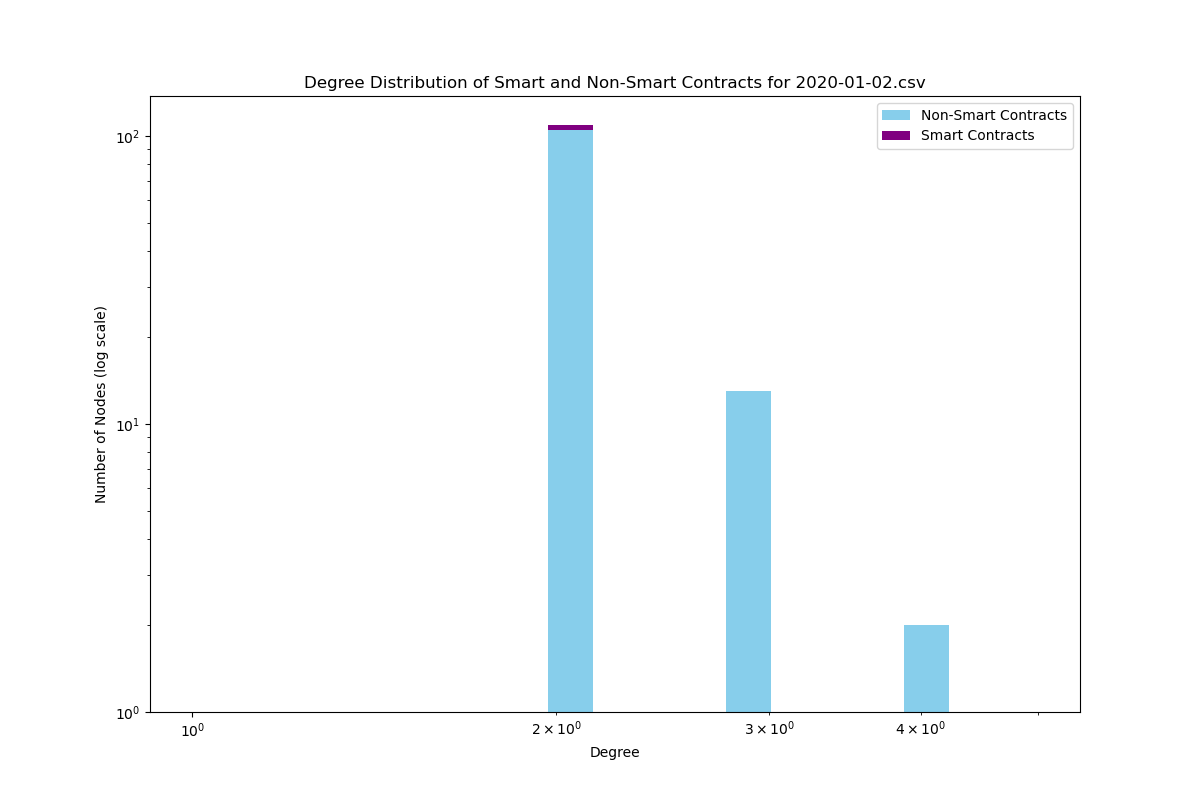 Degree Distribution of Smart and Non-Smart Contracts for 2020-01-02.csv
Non-Smart Contracts
Smart Contracts
Number of Nodes (log scale)
10²
10¹
10⁰
10⁰
2 × 10⁰
3 × 10⁰
4 × 10⁰
Degree